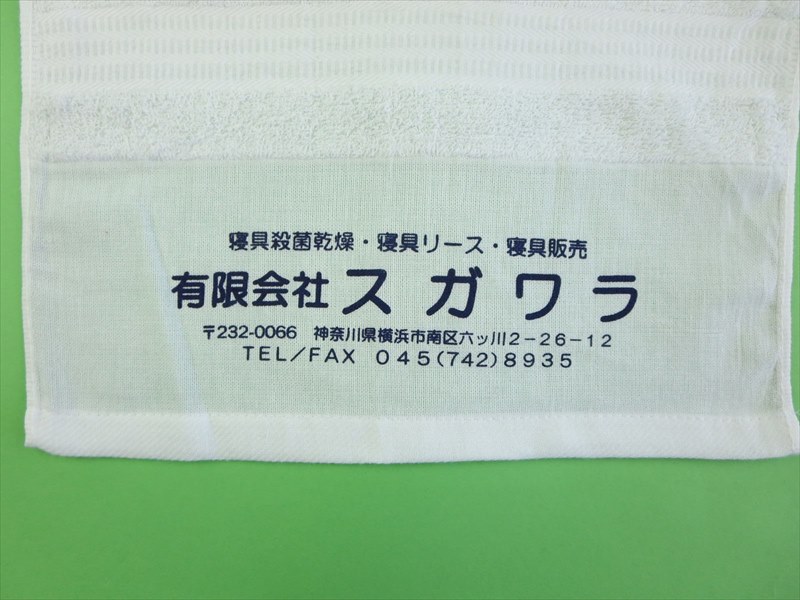 寝具殺菌乾燥・寝具リース・寝具販売
有限会社 スガワラ
〒232-0066 神奈川県横浜市南区六ッ川2-26-12
TEL/FAX 045(742)8935